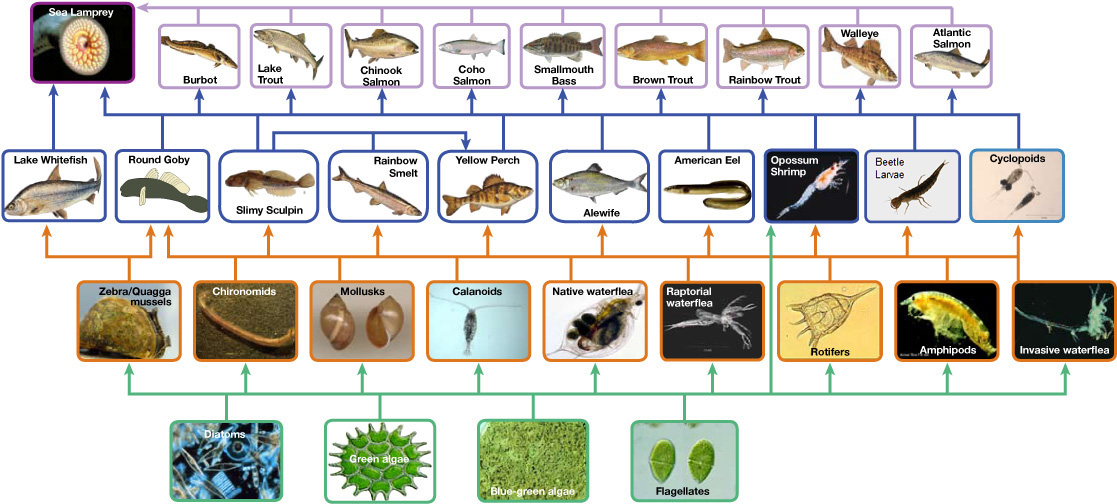 Sea Lamprey
Burbot
Lake
Trout
Chinook
Salmon
Coho
Salmon
Smallmouth
Bass
Brown Trout
Rainbow Trout
Walleye
Atlantic
Salmon
Lake Whitefish
Round Goby
Slimy Sculpin
Rainbow
Smelt
Yellow Perch
Alewife
American Eel
Opossum
Shrimp
Beetle
Larvae
Cyclopoids
Zebra/Quagga
mussels
Chironomids
Mollusks
Calanoids
Native waterflea
Raptorial
waterflea
Rotifers
Amphipods
Invasive waterflea
Diatoms
Green algae
Blue-green algae
Flagellates